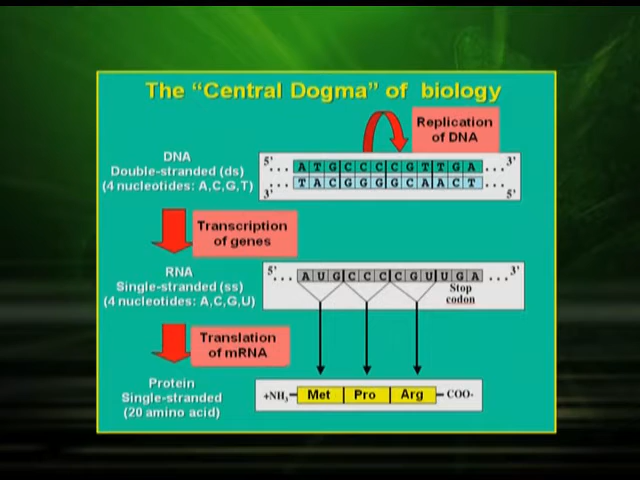 The "Central Dogma" of biology
Replication
of DNA
DNA
Double-stranded (ds)
(4 nucleotides: A,C,G,T)
5' ... A T G C C C C G T T G A ... 3'
... T A C G G G G C A A C T ...
3' 5'
Transcription
of genes
RNA
Single-stranded (ss)
(4 nucleotides: A,C,G,U)
5' ... A U G C C C C G U U G A ... 3'
Stop
codon
Translation
of mRNA
Protein
Single-stranded
(20 amino acid)
+NH3 Met Pro Arg COO-